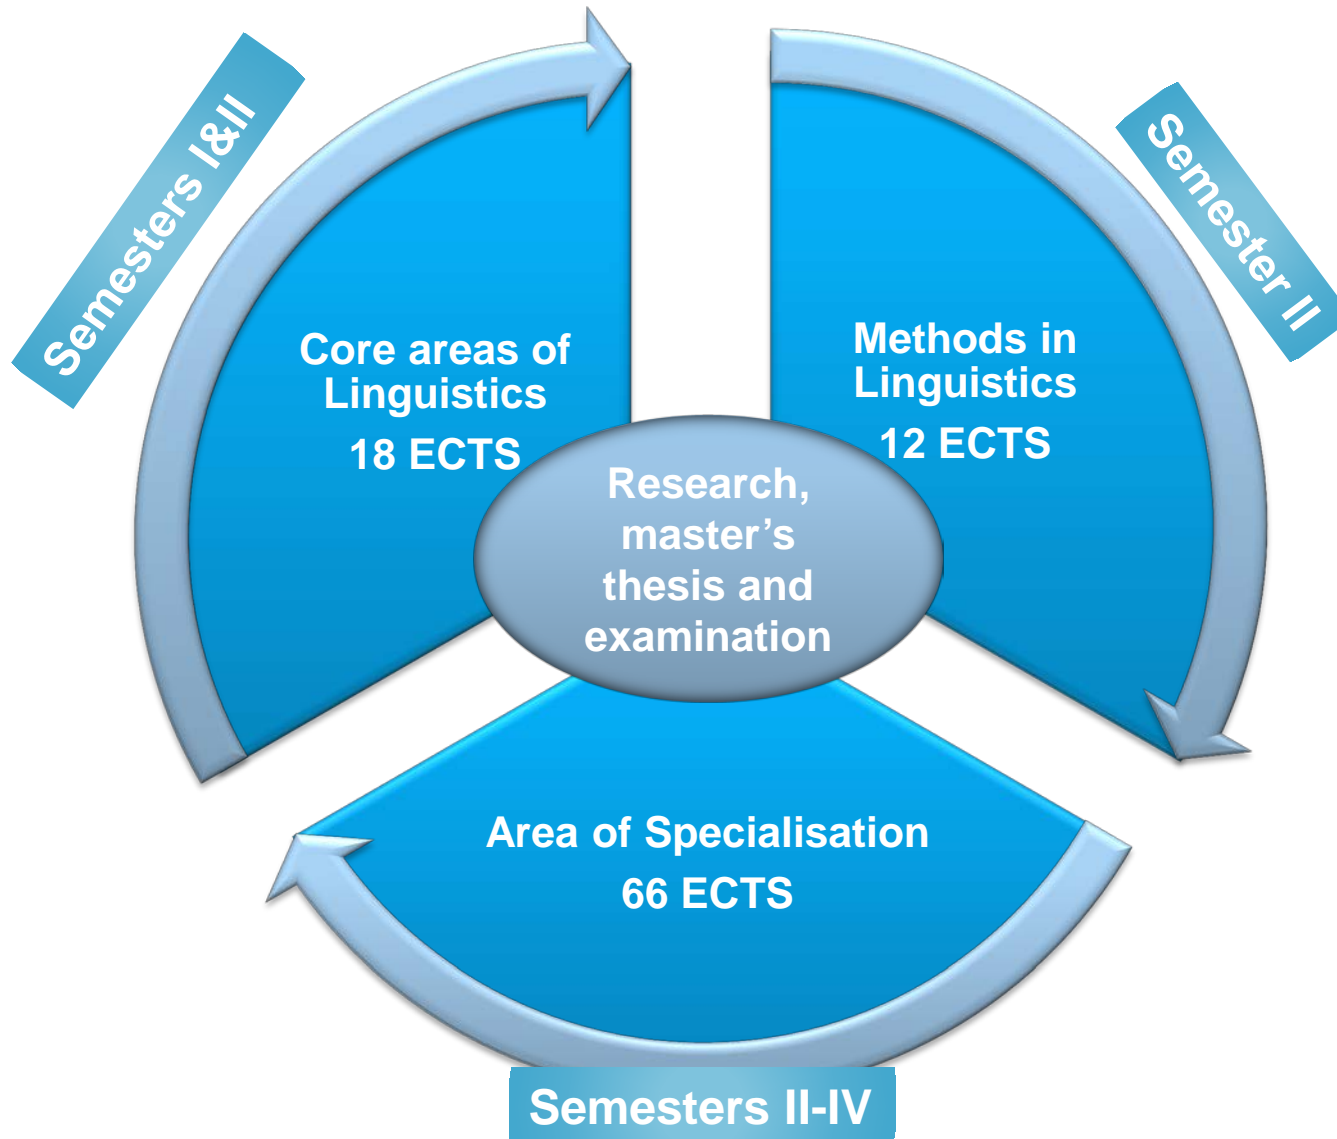 Semesters I&II
Semester II
Core areas of
Linguistics
18 ECTS
Methods in
Linguistics
12 ECTS
Research,
master’s
thesis and
examination
Area of Specialisation
66 ECTS
Semesters II-IV